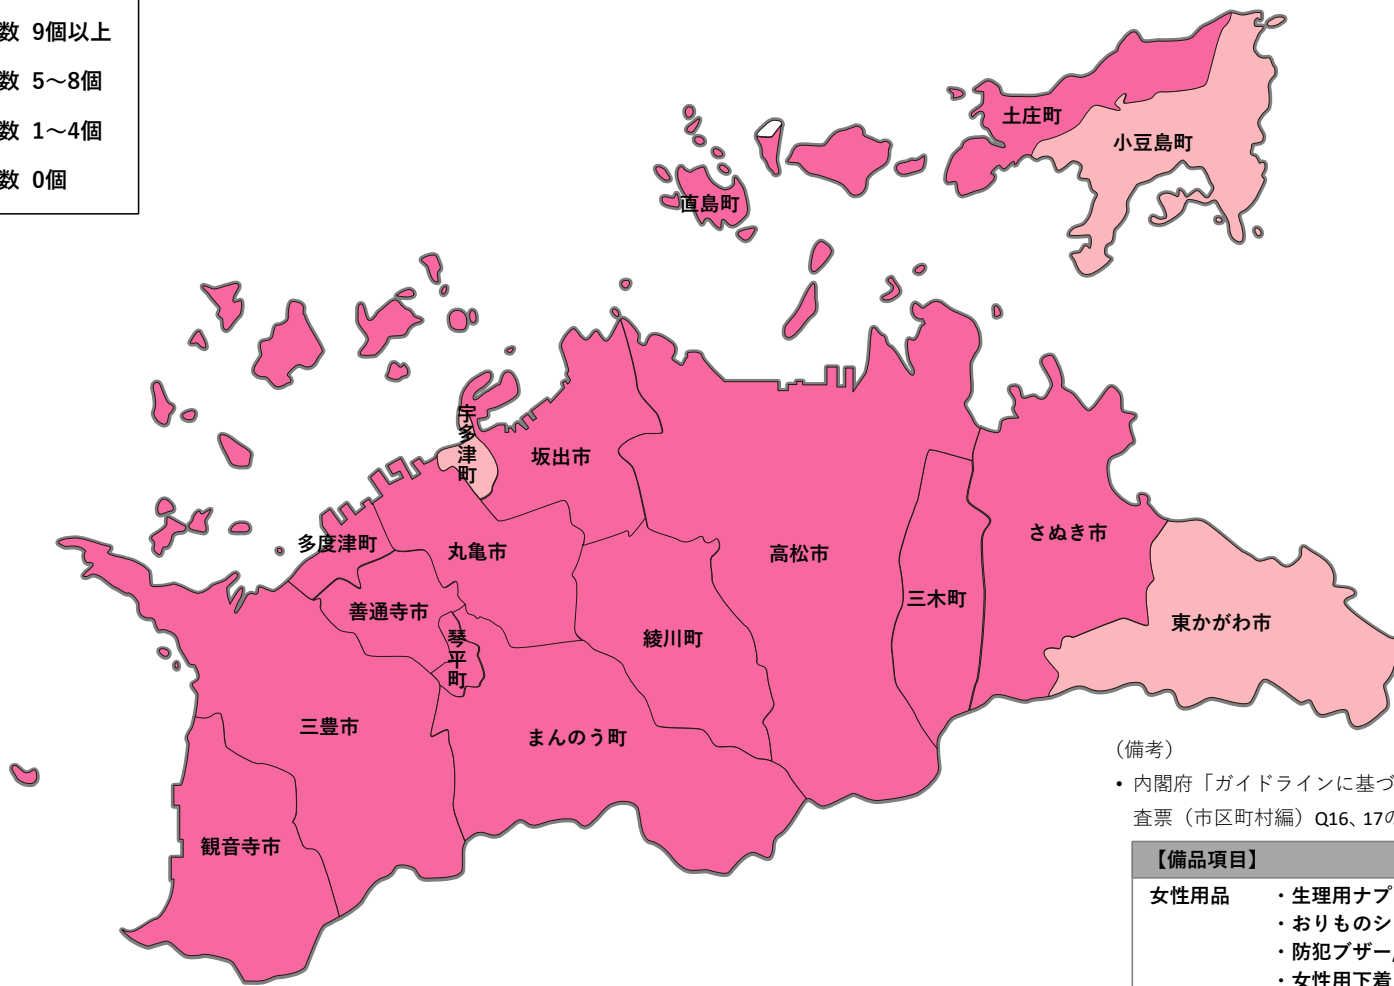 数 9個以上
数 5～8個
数 1～4個
数 0個
土庄町
小豆島町
直島町
宇多津町
坂出市
多度津町
丸亀市
高松市
さぬき市
善通寺市
三木町
東かがわ市
琴平町
綾川町
三豊市
まんのう町
観音寺市
（備考）
• 内閣府「ガイドラインに基づ
査票（市区町村編）Q16、17の
【備品項目】
女性用品 ・生理用ナプ
・おりものシ
・防犯ブザー
・女性用下着